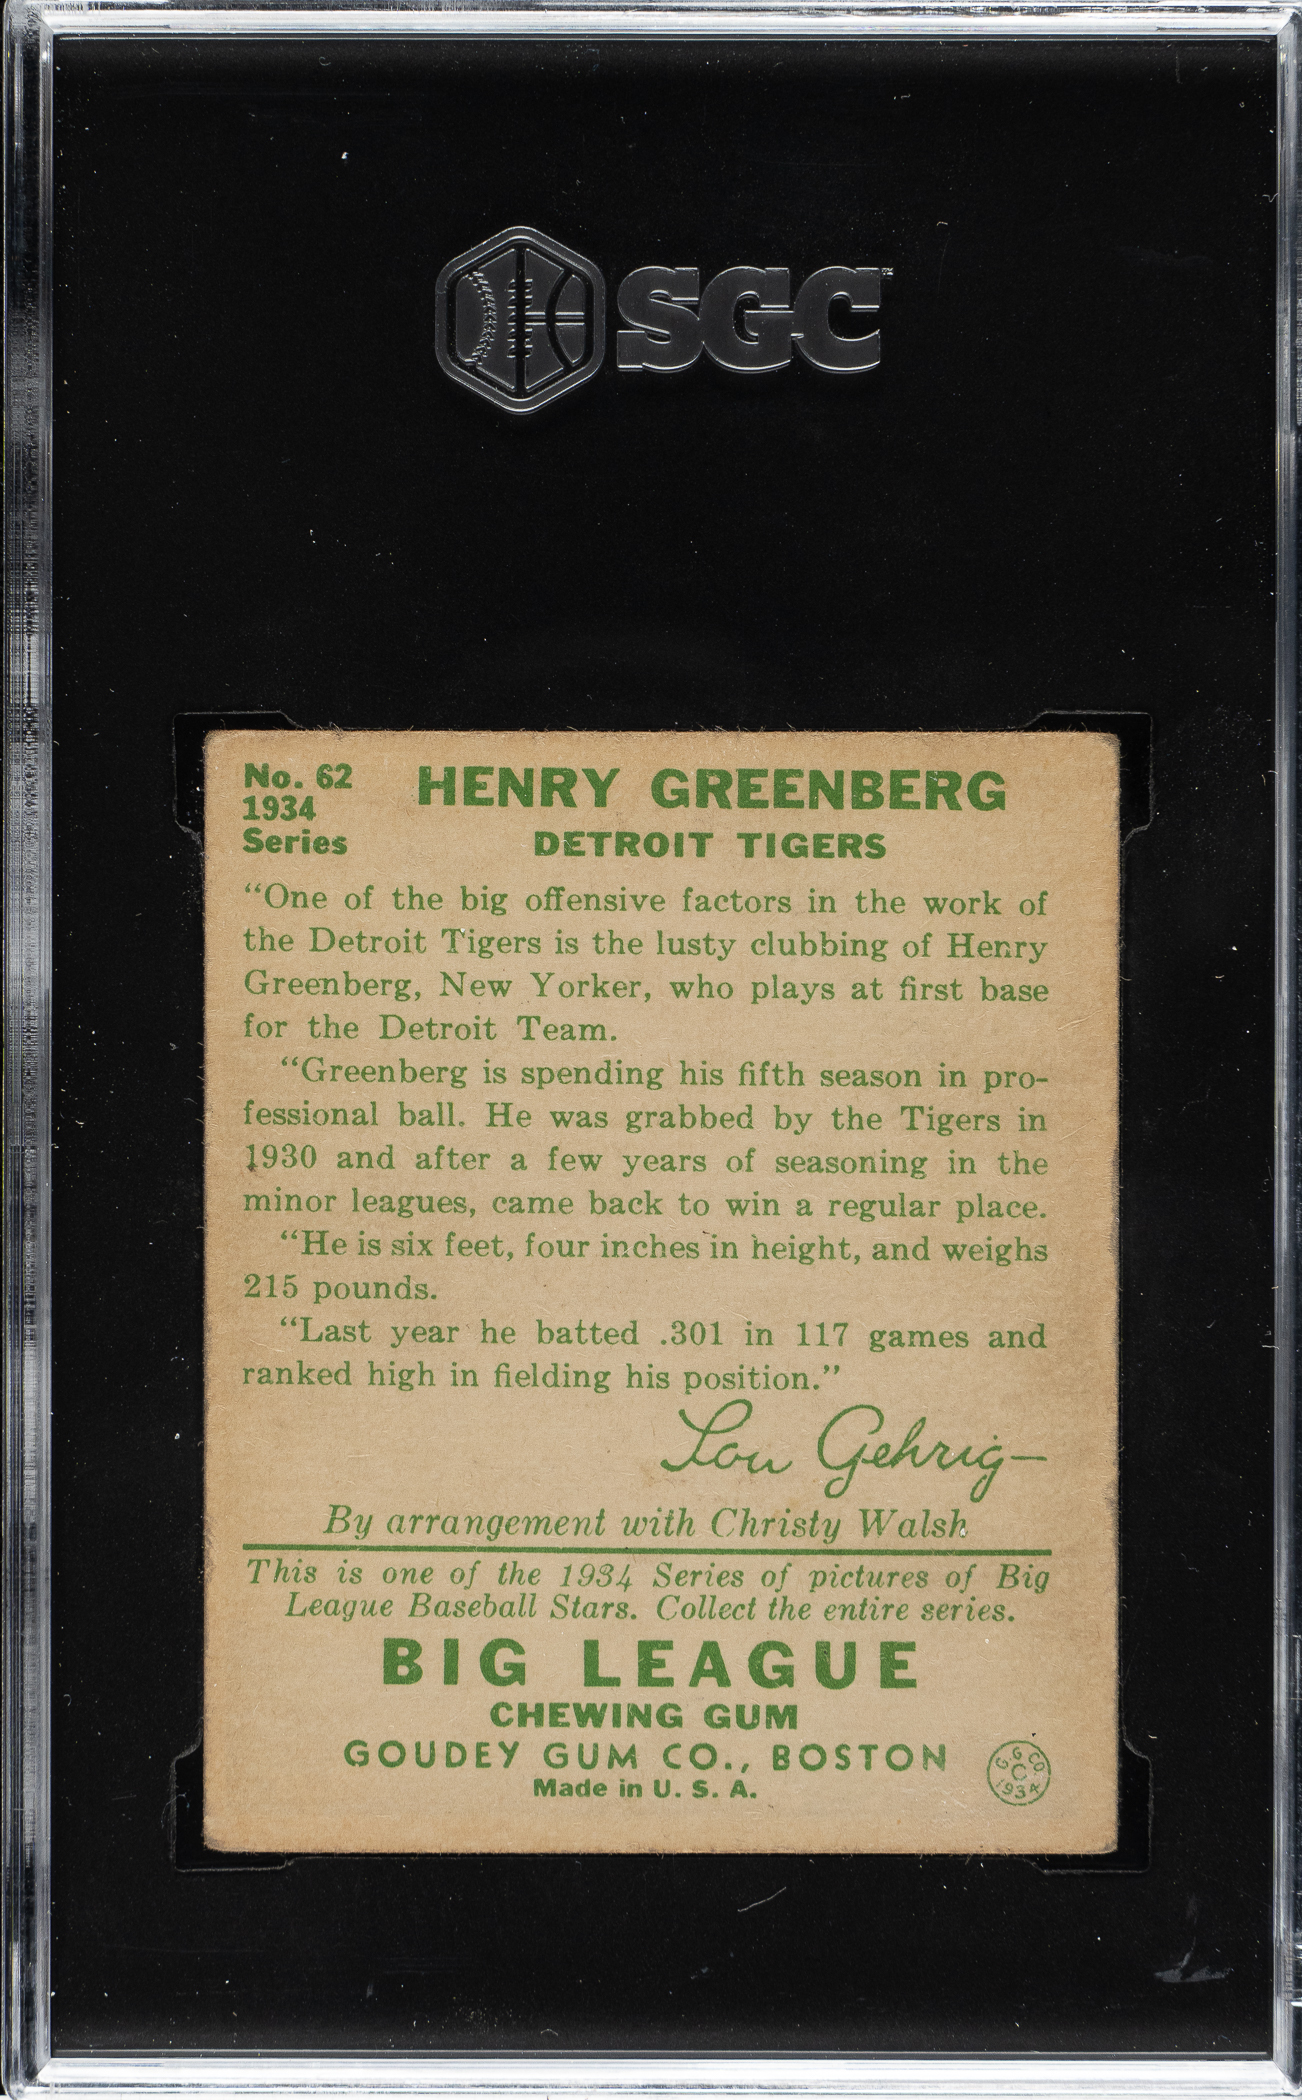 SGC™
No. 62
1934
Series
HENRY GREENBERG
DETROIT TIGERS
“One of the big offensive factors in the work of
the Detroit Tigers is the lusty clubbing of Henry
Greenberg, New Yorker, who plays at first base
for the Detroit Team.
“Greenberg is spending his fifth season in pro-
fessional ball. He was grabbed by the Tigers in
1930 and after a few years of seasoning in the
minor leagues, came back to win a regular place.
“He is six feet, four inches in height, and weighs
215 pounds.
“Last year he batted .301 in 117 games and
ranked high in fielding his position.”
Lou Gehrig—
By arrangement with Christy Walsh
This is one of the 1934 Series of pictures of Big
League Baseball Stars. Collect the entire series.
BIG LEAGUE
CHEWING GUM
GOUDEY GUM CO., BOSTON
Made in U. S. A.
G. G. CO.
C
1934